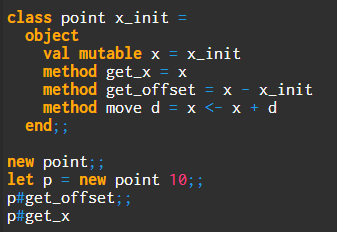 class point x_init =
  object
    val mutable x = x_init
    method get_x = x
    method get_offset = x - x_init
    method move d = x <- x + d
  end;;

new point;;
let p = new point 10;;
p#get_offset;;
p#get_x